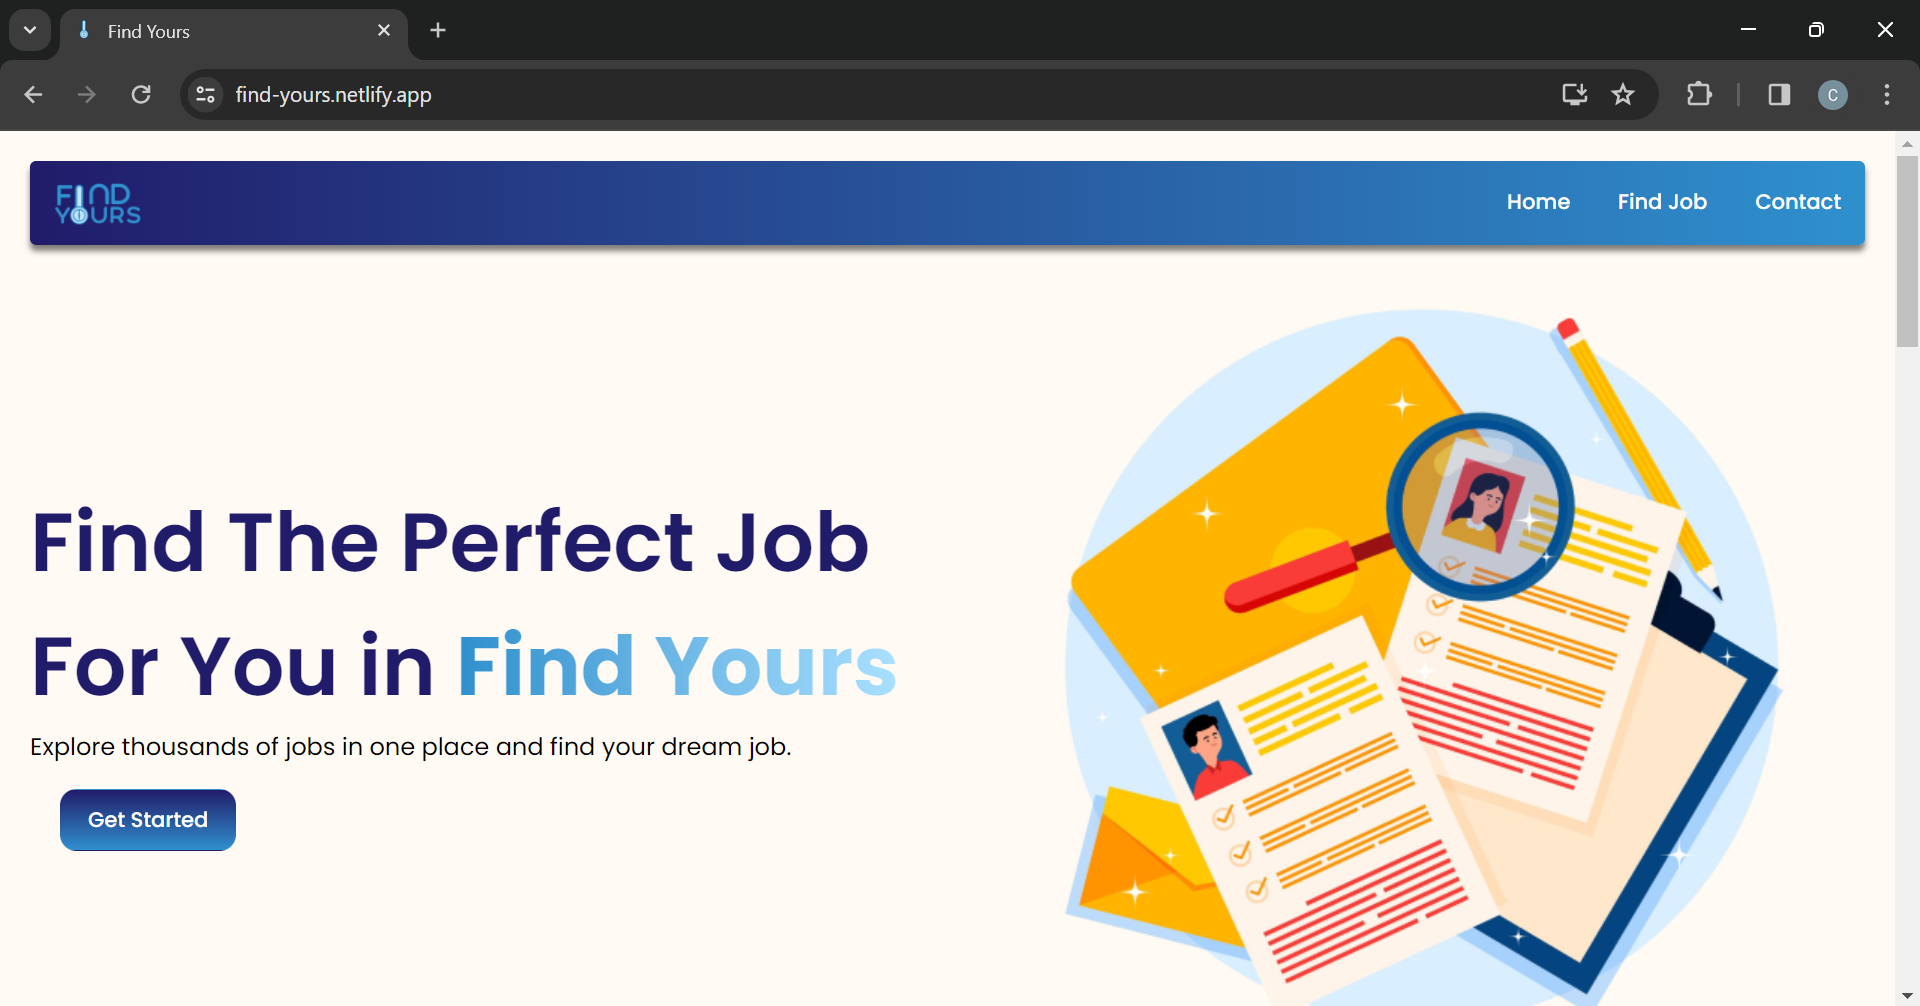 Find Yours
find-yours.netlify.app
C
FIND
YOURS
Home Find Job Contact
Find The Perfect Job
For You in Find Yours
Explore thousands of jobs in one place and find your dream job.
Get Started